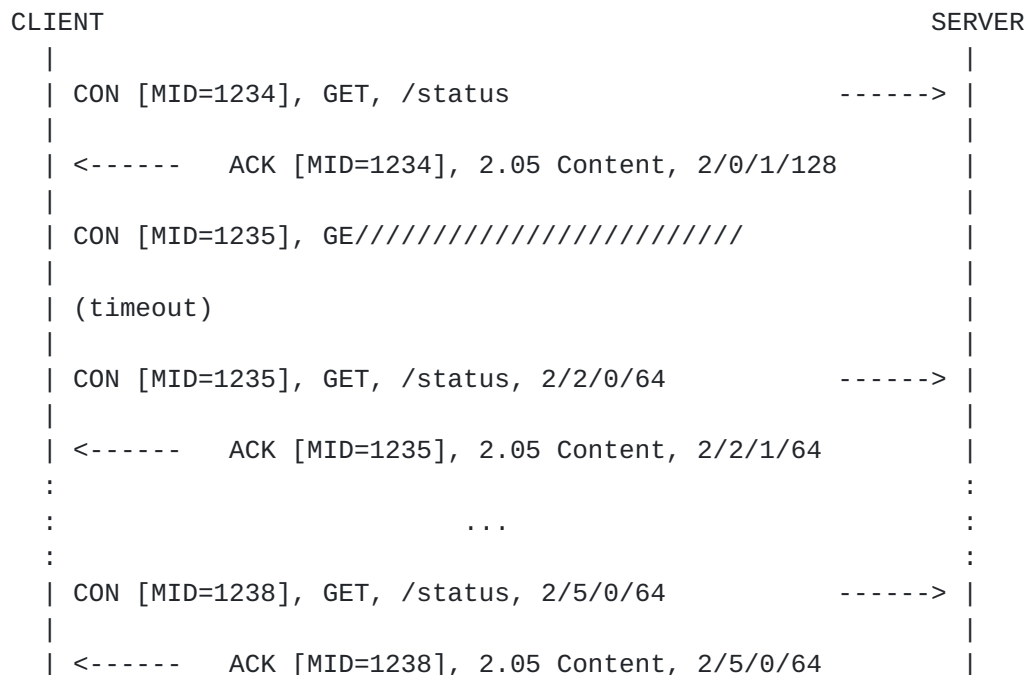 CLIENT                                                     SERVER
  |                                                          |
  | CON [MID=1234], GET, /status                     ------> |
  |                                                          |
  | <------   ACK [MID=1234], 2.05 Content, 2/0/1/128        |
  |                                                          |
  | CON [MID=1235], GE/////////////////////////              |
  |                                                          |
  | (timeout)                                                |
  |                                                          |
  | CON [MID=1235], GET, /status, 2/2/0/64           ------> |
  |                                                          |
  | <------   ACK [MID=1235], 2.05 Content, 2/2/1/64         |
  :                                                          :
  :                          ...                             :
  :                                                          :
  | CON [MID=1238], GET, /status, 2/5/0/64           ------> |
  |                                                          |
  | <------   ACK [MID=1238], 2.05 Content, 2/5/0/64         |